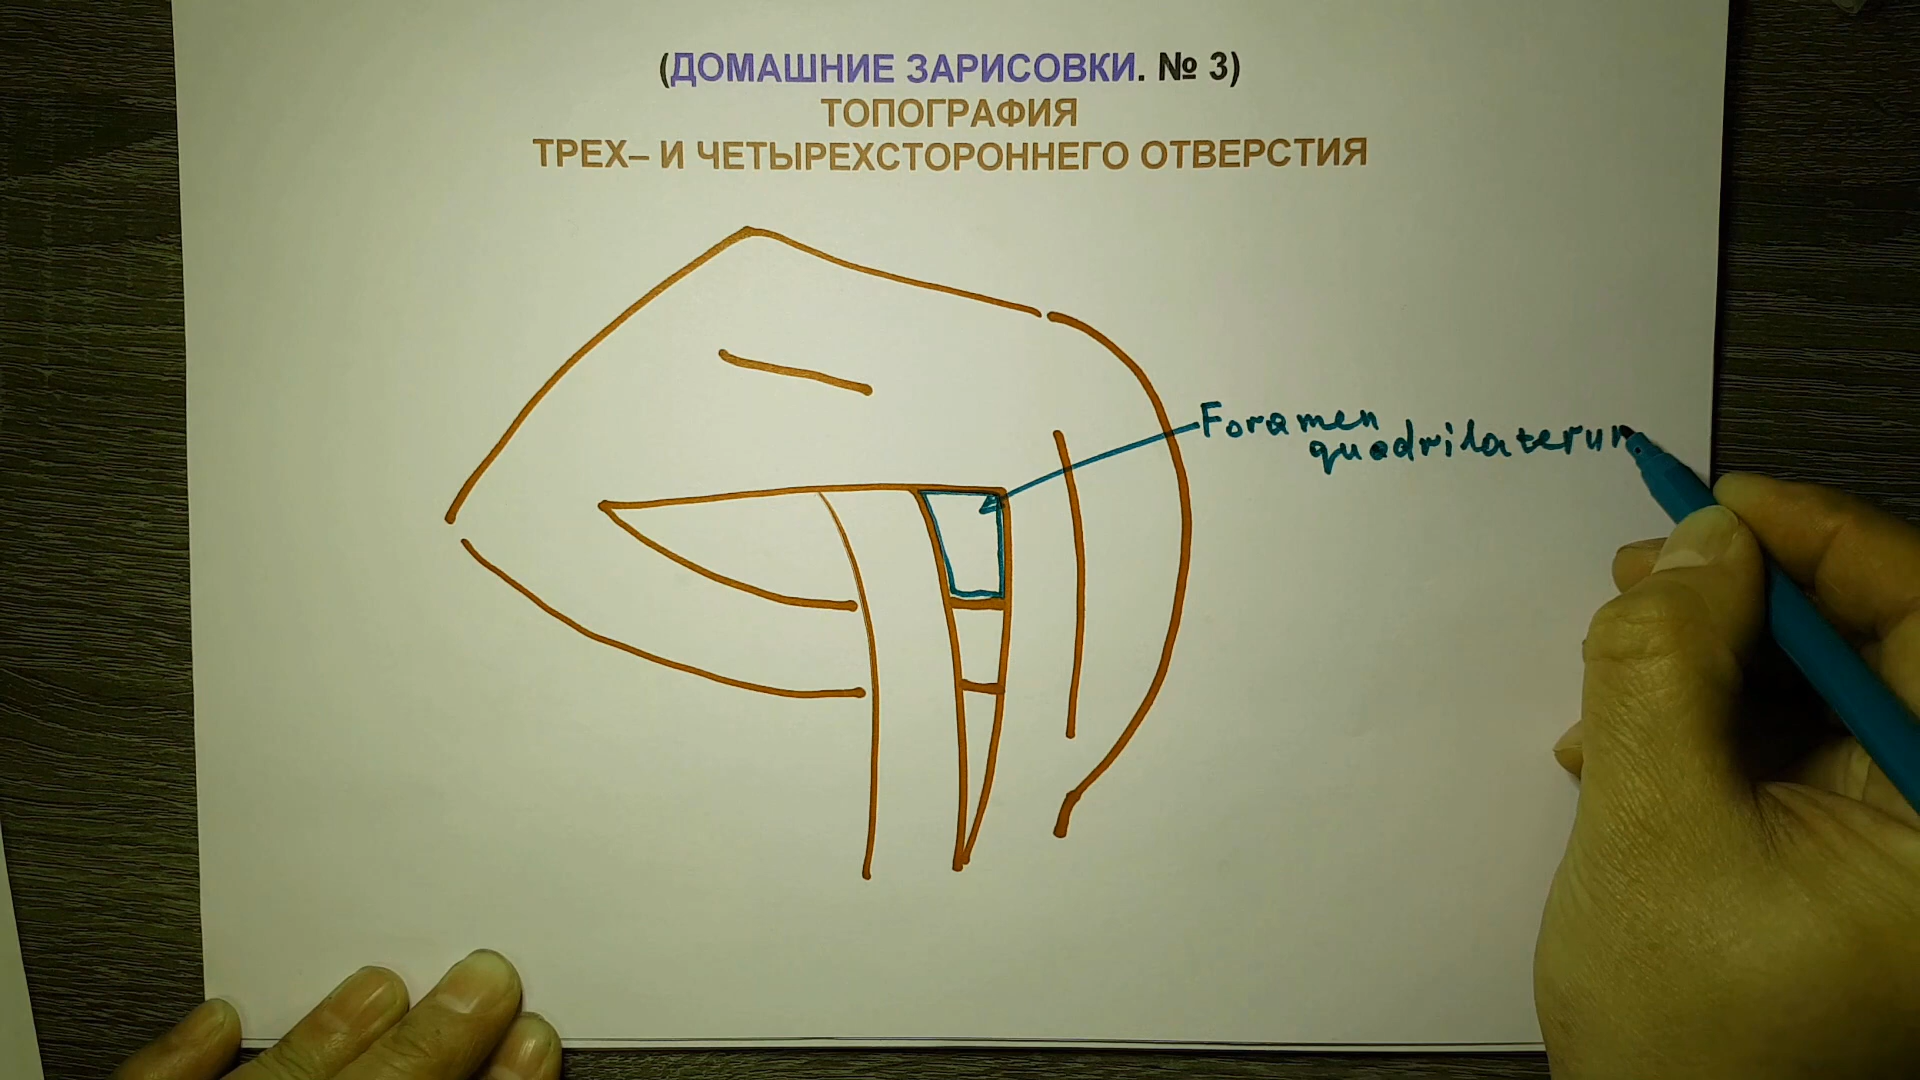 (ДОМАШНИЕ ЗАРИСОВКИ. № 3)
ТОПОГРАФИЯ
ТРЕХ– И ЧЕТЫРЕХСТОРОННЕГО ОТВЕРСТИЯ
Foramen
quadrilaterum